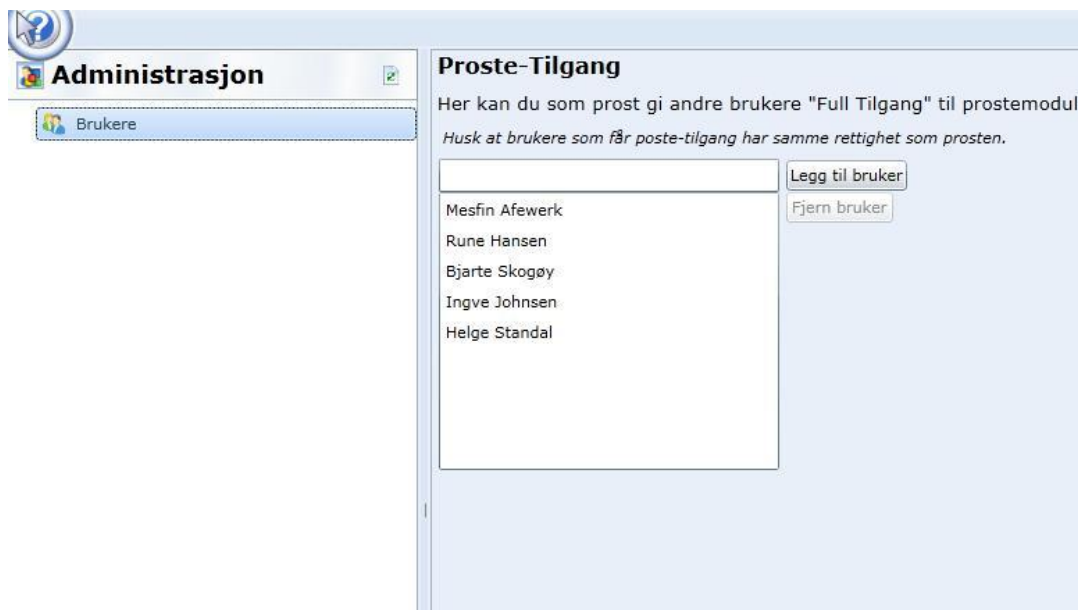 Administrasjon
Brukere
Proste-Tilgang
Her kan du som prost gi andre brukere "Full Tilgang" til prostemodul
Husk at brukere som får poste-tilgang har samme rettighet som prosten.
Legg til bruker
Fjern bruker
Mesfin Afewerk
Rune Hansen
Bjarte Skogøy
Ingve Johnsen
Helge Standal